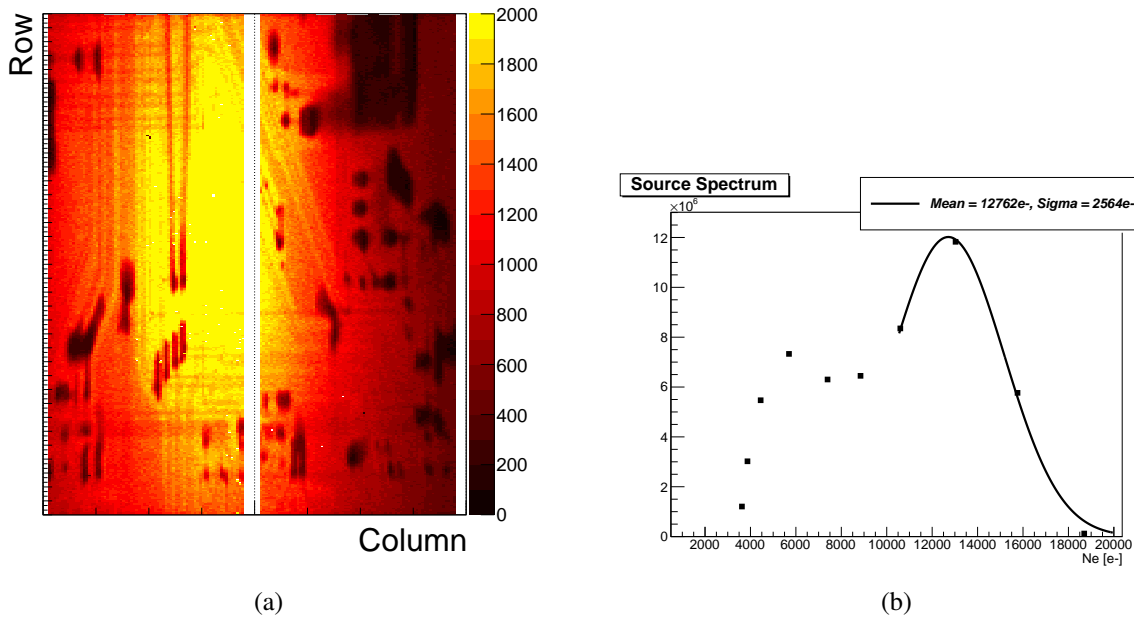 Row
2000
1800
1600
1400
1200
1000
800
600
400
200
0
Column
(a)
Source Spectrum
Mean = 12762e-, Sigma = 2564e-
×10⁶
12
10
8
6
4
2
0
2000 4000 6000 8000 10000 12000 14000 16000 18000 20000
Ne [e-]
(b)